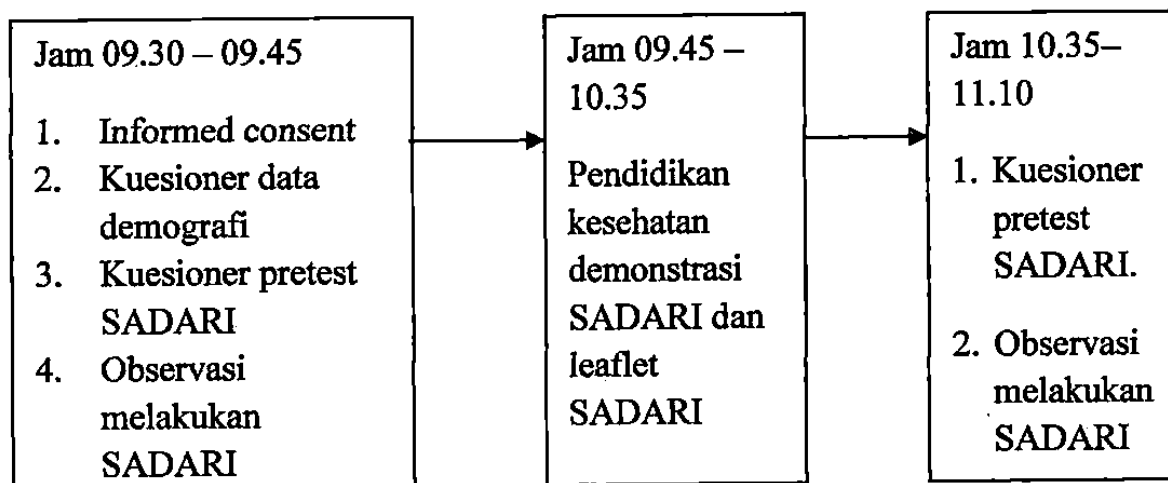 Jam 09.30 – 09.45
1. Informed consent
2. Kuesioner data
demografi
3. Kuesioner pretest
SADARI
4. Observasi
melakukan
SADARI
Jam 09.45 –
10.35
Pendidikan
kesehatan
demonstrasi
SADARI dan
leaflet
SADARI
Jam 10.35–
11.10
1. Kuesioner
pretest
SADARI.
2. Observasi
melakukan
SADARI